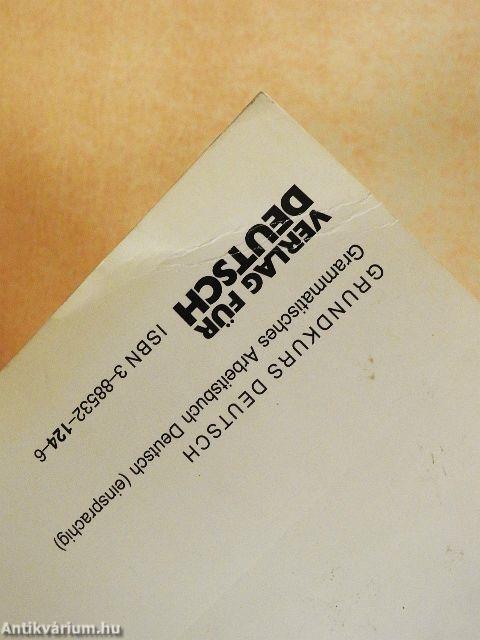 GRUNDKURS DEUTSCH
Grammatisches Arbeitsbuch Deutsch (einsprachig)
VERLAG FÜR
DEUTSCH
ISBN 3-88532-124-6
Antikvárium.hu